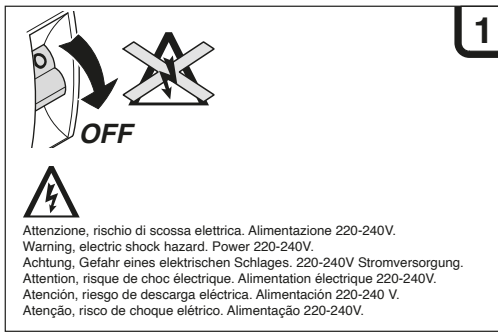 1
OFF
Attenzione, rischio di scossa elettrica. Alimentazione 220-240V.
Warning, electric shock hazard. Power 220-240V.
Achtung, Gefahr eines elektrischen Schlages. 220-240V Stromversorgung.
Attention, risque de choc électrique. Alimentation électrique 220-240V.
Atención, riesgo de descarga eléctrica. Alimentación 220-240 V.
Atenção, risco de choque elétrico. Alimentação 220-240V.